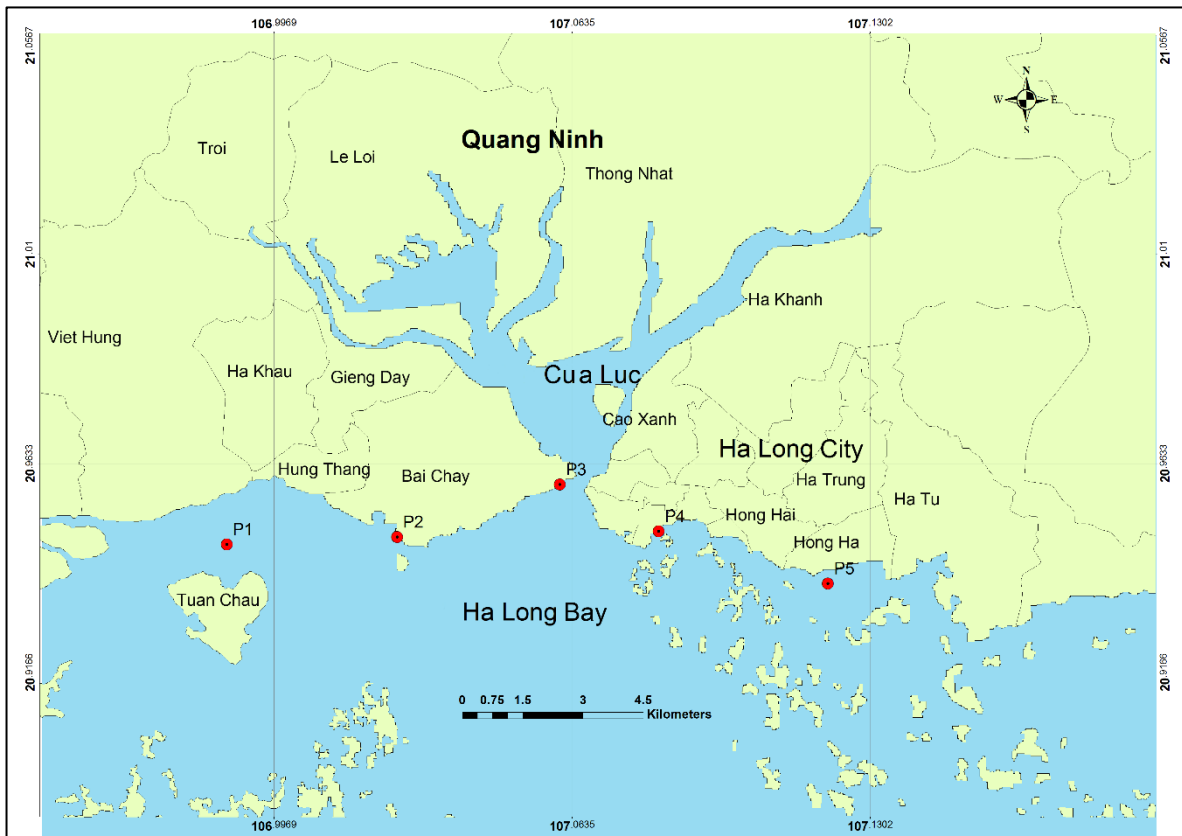 106.9969 107.0635 107.1302
21.0567 21.0567
N
W E
S
Quang Ninh
Troi
Le Loi
Thong Nhat
21.01 21.01
Ha Khanh
Viet Hung
Ha Khau
Gieng Day
Cua Luc
Cao Xanh
Ha Long City
20.9633 20.9633
Hung Thang
Bai Chay
P3
Ha Trung
Ha Tu
P1
P2
P4
Hong Hai
Hong Ha
P5
Tuan Chau
Ha Long Bay
20.9166 20.9166
0 0.75 1.5 3 4.5
Kilometers
106.9969 107.0635 107.1302